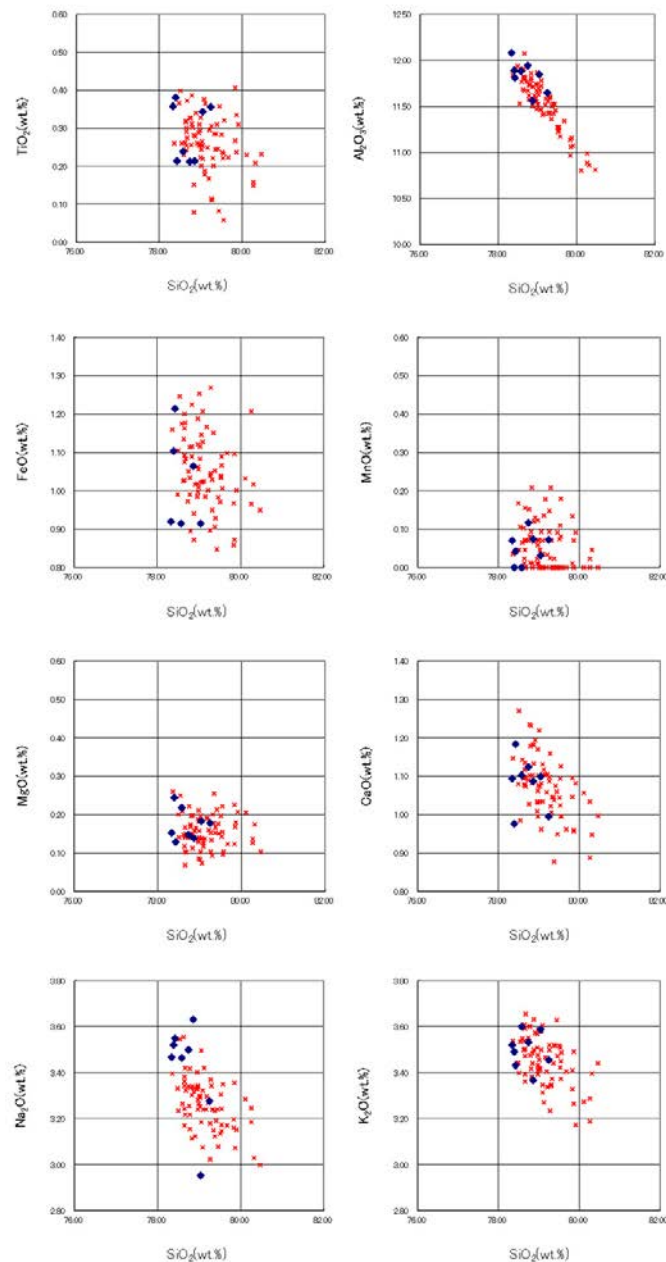 0.60
0.50
0.40
0.30
0.20
0.10
0.00
TiO₂(wt.%)
76.00 78.00 80.00 82.00
SiO₂(wt.%)
12.50
12.00
11.50
11.00
10.50
10.00
Al₂O₃(wt.%)
76.00 78.00 80.00 82.00
SiO₂(wt.%)
1.40
1.30
1.20
1.10
1.00
0.90
0.80
FeO(wt.%)
76.00 78.00 80.00 82.00
SiO₂(wt.%)
0.60
0.50
0.40
0.30
0.20
0.10
0.00
MnO(wt.%)
76.00 78.00 80.00 82.00
SiO₂(wt.%)
0.60
0.50
0.40
0.30
0.20
0.10
0.00
MgO(wt.%)
76.00 78.00 80.00 82.00
SiO₂(wt.%)
1.40
1.30
1.20
1.10
1.00
0.90
0.80
CaO(wt.%)
76.00 78.00 80.00 82.00
SiO₂(wt.%)
3.80
3.60
3.40
3.20
3.00
2.80
Na₂O(wt.%)
76.00 78.00 80.00 82.00
SiO₂(wt.%)
3.80
3.60
3.40
3.20
3.00
2.80
K₂O(wt.%)
76.00 78.00 80.00 82.00
SiO₂(wt.%)